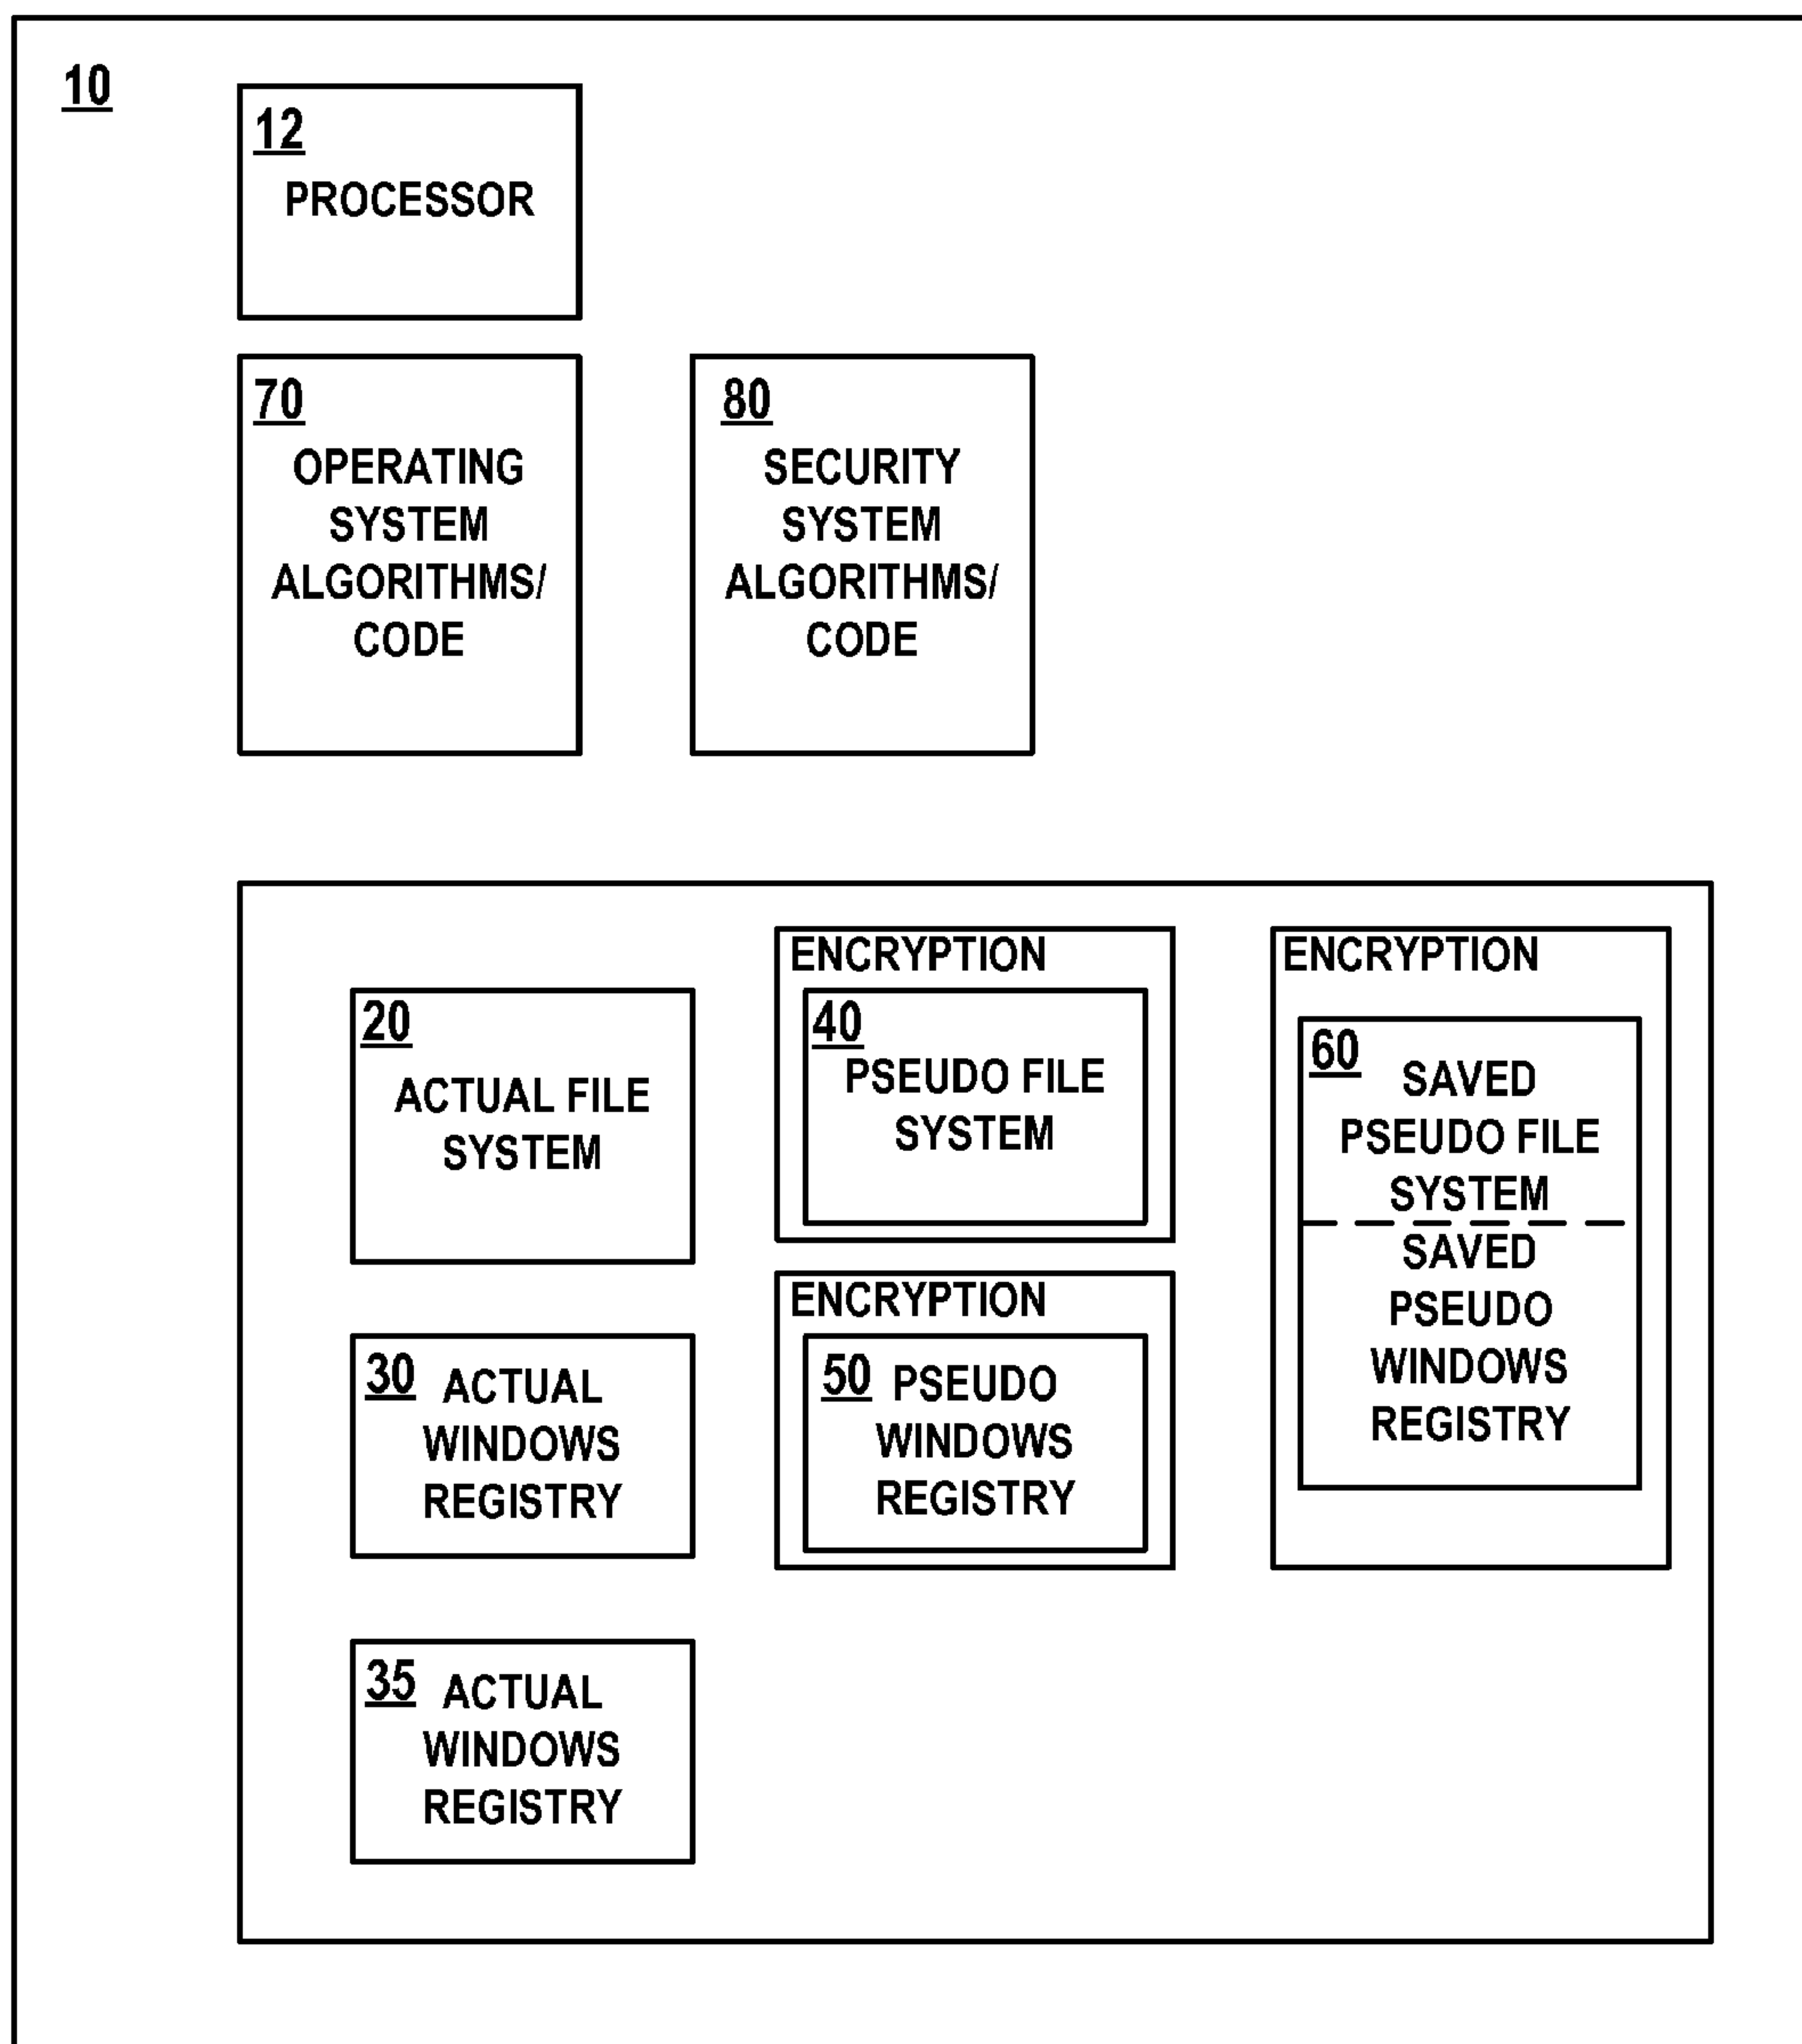 10
12
PROCESSOR
70
OPERATING
SYSTEM
ALGORITHMS/
CODE
80
SECURITY
SYSTEM
ALGORITHMS/
CODE
20
ACTUAL FILE
SYSTEM
ENCRYPTION
40
PSEUDO FILE
SYSTEM
ENCRYPTION
60
SAVED
PSEUDO FILE
SYSTEM
SAVED
PSEUDO
WINDOWS
REGISTRY
30 ACTUAL
WINDOWS
REGISTRY
ENCRYPTION
50 PSEUDO
WINDOWS
REGISTRY
35 ACTUAL
WINDOWS
REGISTRY